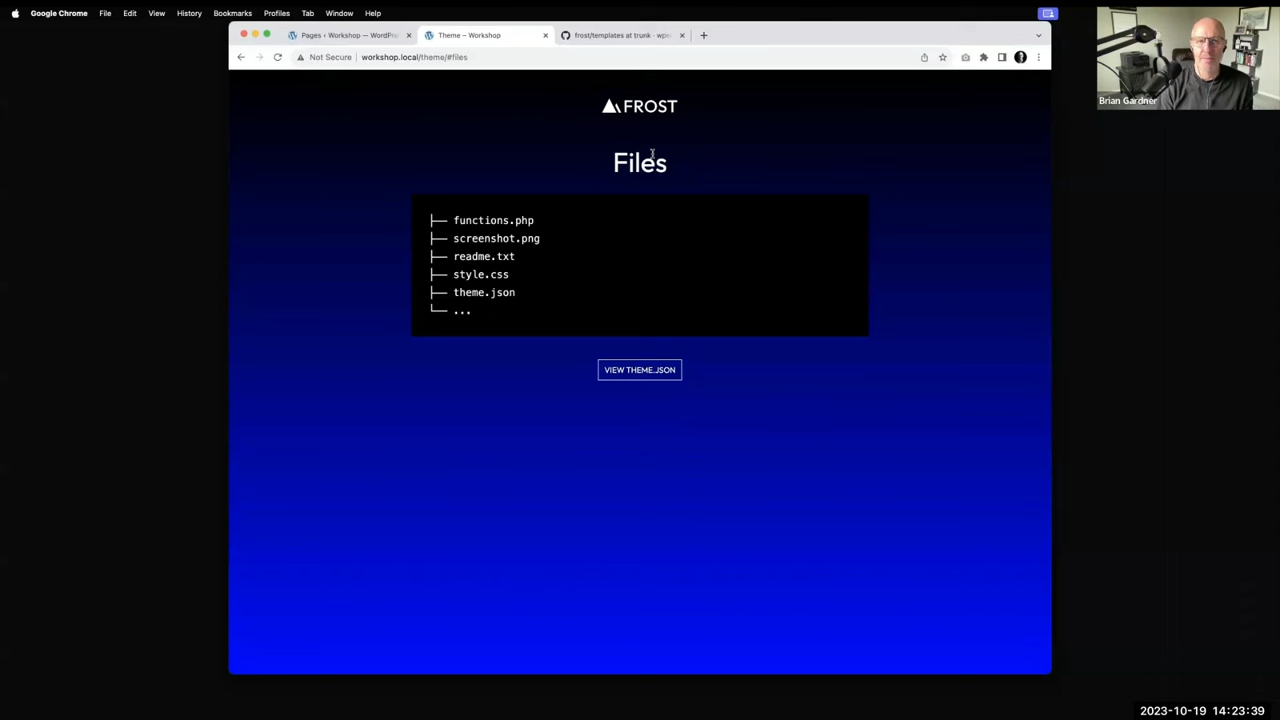 Google Chrome File Edit View History Bookmarks Profiles Tab Window Help
Pages ‹ Workshop — WordPre
Theme – Workshop
frost/templates at trunk · wpe
Not Secure workshop.local/theme/#files
Brian Gardner
FROST
Files
├── functions.php
├── screenshot.png
├── readme.txt
├── style.css
├── theme.json
└── ...
VIEW THEME.JSON
2023-10-19 14:23:39